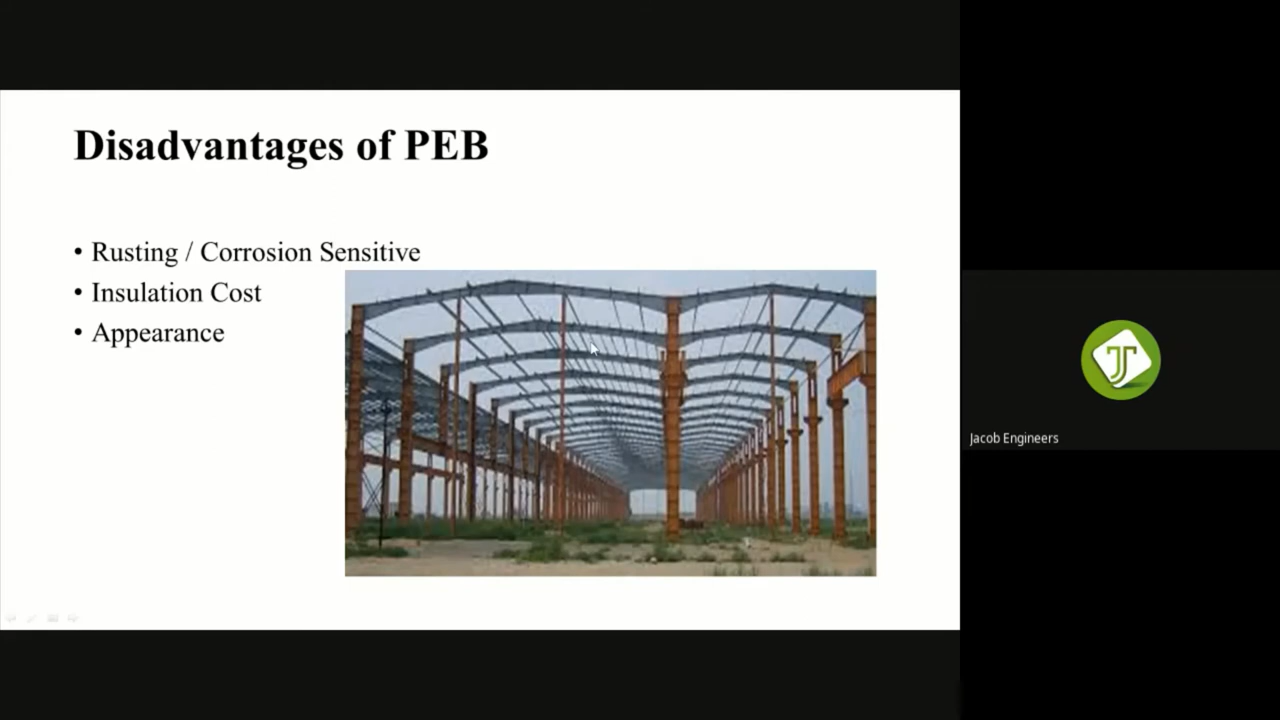 Disadvantages of PEB
• Rusting / Corrosion Sensitive
• Insulation Cost
• Appearance
Jacob Engineers